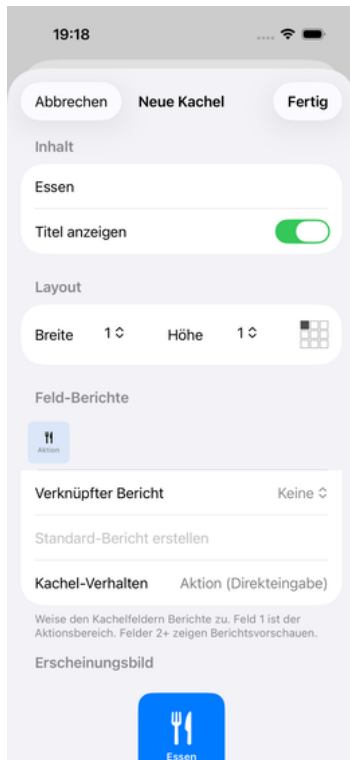 19:18
Abbrechen
Neue Kachel
Fertig
Inhalt
Essen
Titel anzeigen
Layout
Breite 1 Höhe 1
Feld-Berichte
Aktion
Verknüpfter Bericht Keine
Standard-Bericht erstellen
Kachel-Verhalten Aktion (Direkteingabe)
Weise den Kachelfeldern Berichte zu. Feld 1 ist der
Aktionsbereich. Felder 2+ zeigen Berichtsvorschauen.
Erscheinungsbild
Essen